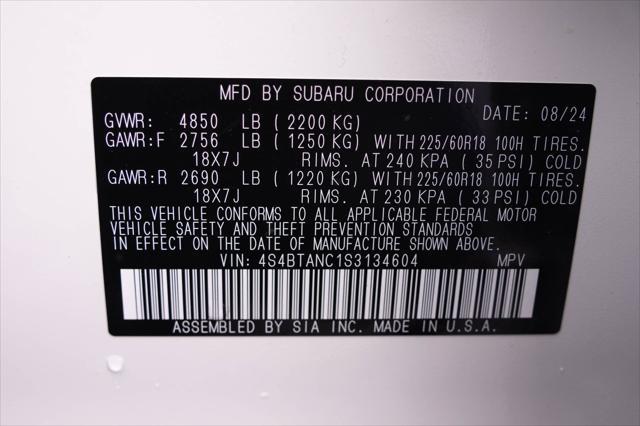 MFD BY SUBARU CORPORATION
DATE: 08/24
GVWR: 4850 LB (2200 KG)
GAWR:F 2756 LB (1250 KG) WITH 225/60R18 100H TIRES.
18X7J RIMS. AT 240 KPA (35 PSI) COLD
GAWR:R 2690 LB (1220 KG) WITH 225/60R18 100H TIRES.
18X7J RIMS. AT 230 KPA (33 PSI) COLD
THIS VEHICLE CONFORMS TO ALL APPLICABLE FEDERAL MOTOR
VEHICLE SAFETY AND THEFT PREVENTION STANDARDS
IN EFFECT ON THE DATE OF MANUFACTURE SHOWN ABOVE.
VIN: 4S4BTANC1S3134604 MPV
ASSEMBLED BY SIA INC. MADE IN U.S.A.